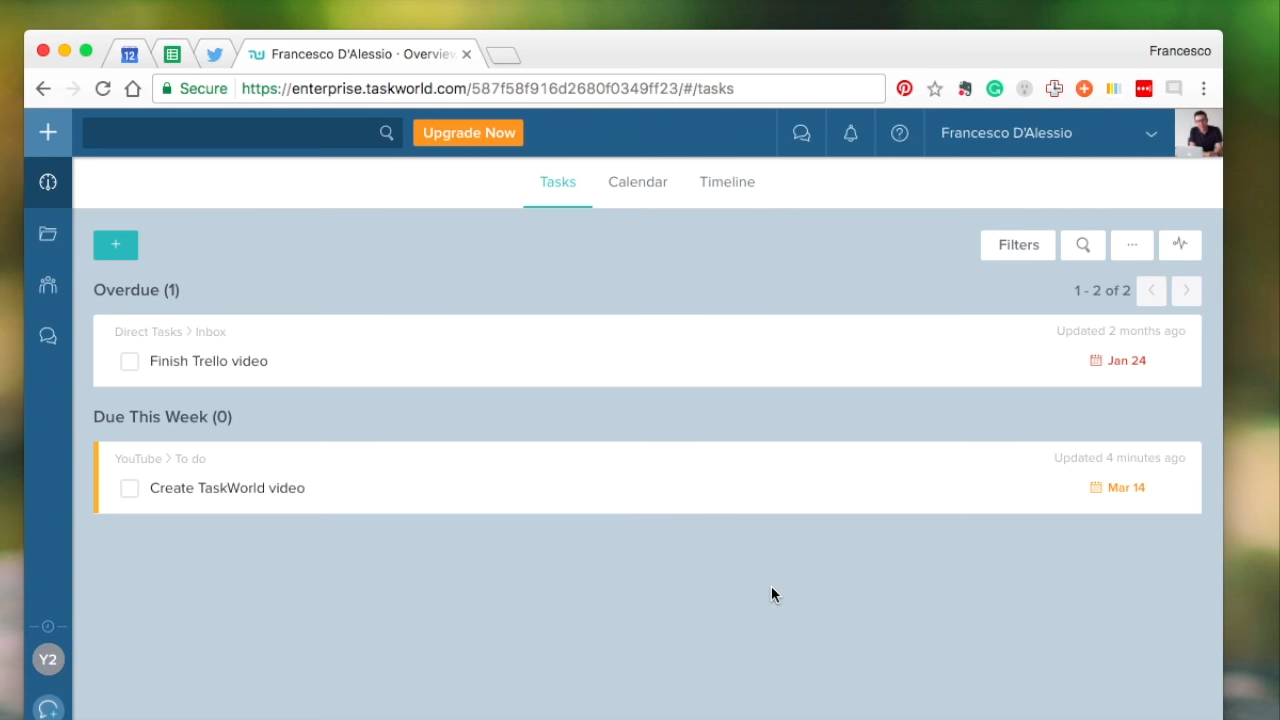 12
Francesco D'Alessio · Overview
Francesco
Secure
https://enterprise.taskworld.com/587f58f916d2680f0349ff23/#/tasks
Upgrade Now
Francesco D'Alessio
Tasks
Calendar
Timeline
+
Filters
...
Overdue (1)
1 - 2 of 2
Direct Tasks > Inbox
Updated 2 months ago
Finish Trello video
Jan 24
Due This Week (0)
YouTube > To do
Updated 4 minutes ago
Create TaskWorld video
Mar 14
Y2